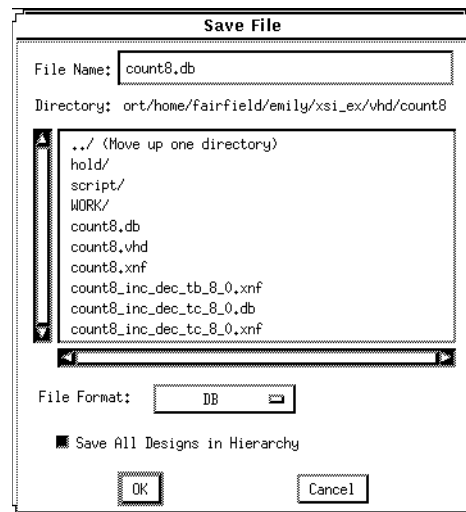 Save File
File Name: count8.db
Directory: ort/home/fairfield/emily/xsi_ex/vhd/count8
../ (Move up one directory)
hold/
script/
WORK/
count8.db
count8.vhd
count8.xnf
count8_inc_dec_tb_8_0.xnf
count8_inc_dec_tc_8_0.db
count8_inc_dec_tc_8_0.xnf
File Format: DB
Save All Designs in Hierarchy
OK Cancel